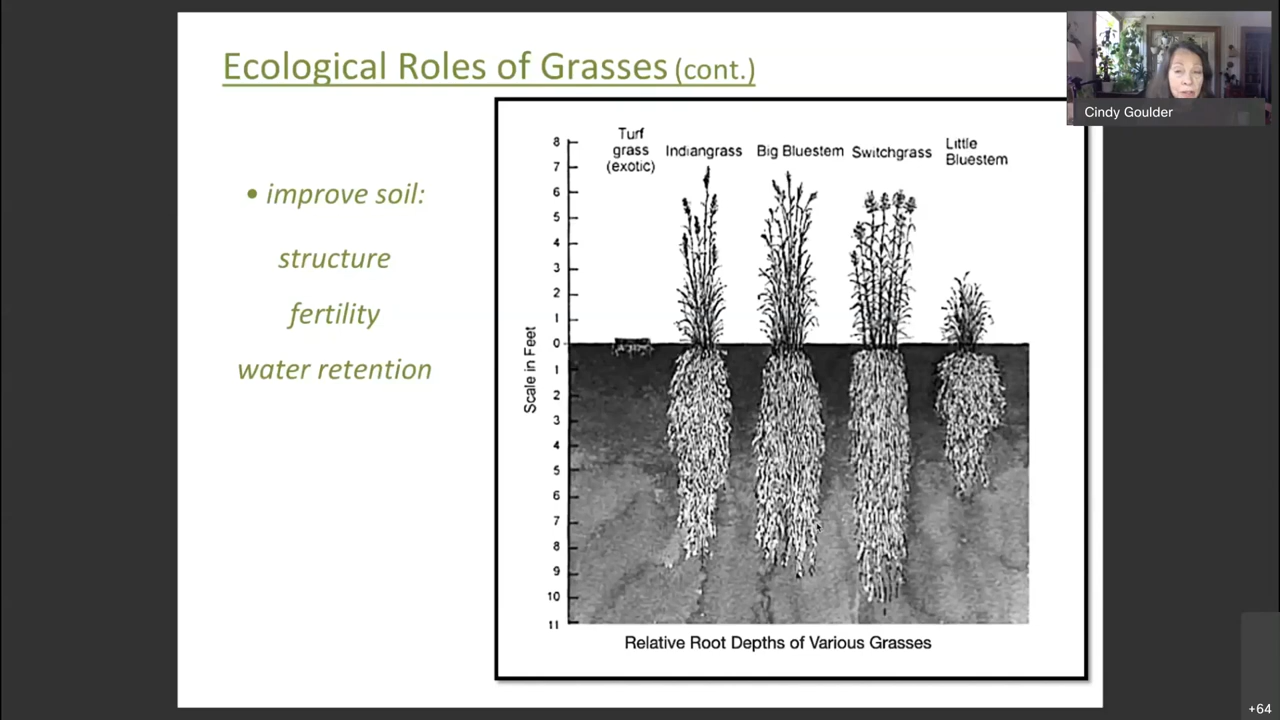 Ecological Roles of Grasses (cont.)
• improve soil:
structure
fertility
water retention
Turf
grass
(exotic)
Indiangrass
Big Bluestem
Switchgrass
Little
Bluestem
8
7
6
5
4
3
2
1
0
1
2
3
4
5
6
7
8
9
10
11
Scale in Feet
Relative Root Depths of Various Grasses
Cindy Goulder
+64